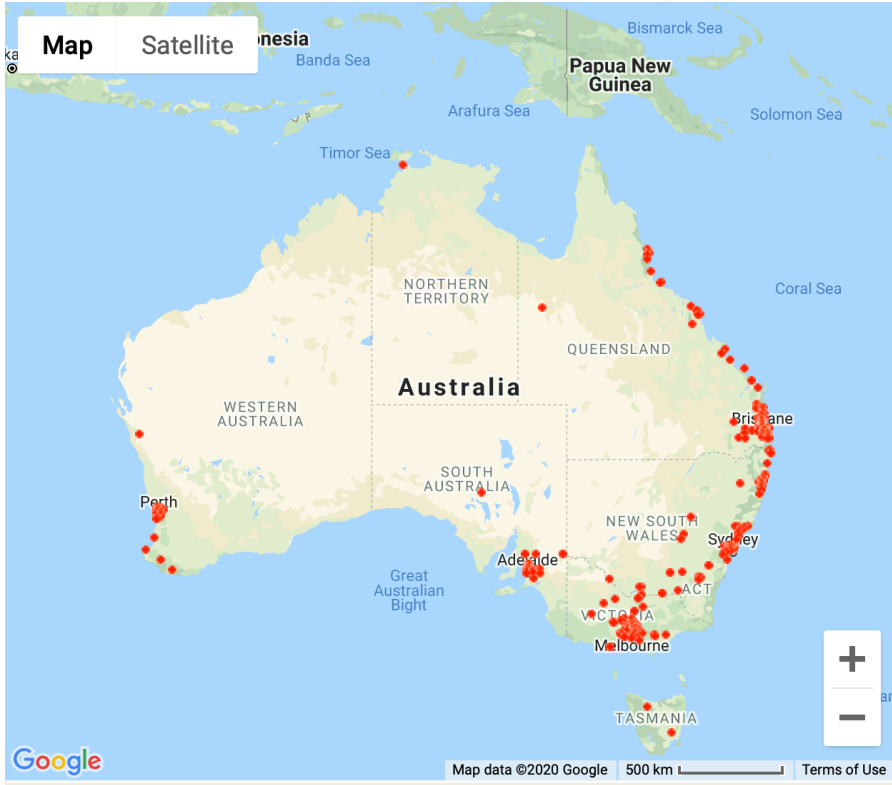 Map
Satellite
nesia
ka
Banda Sea
Bismarck Sea
Papua New
Guinea
Arafura Sea
Solomon Sea
Timor Sea
NORTHERN
TERRITORY
Coral Sea
QUEENSLAND
Australia
WESTERN
AUSTRALIA
Brisbane
SOUTH
AUSTRALIA
Perth
NEW SOUTH
WALES
Sydney
Adelaide
Great
Australian
Bight
ACT
VICTORIA
Melbourne
TASMANIA
Google
Map data ©2020 Google
500 km
Terms of Use